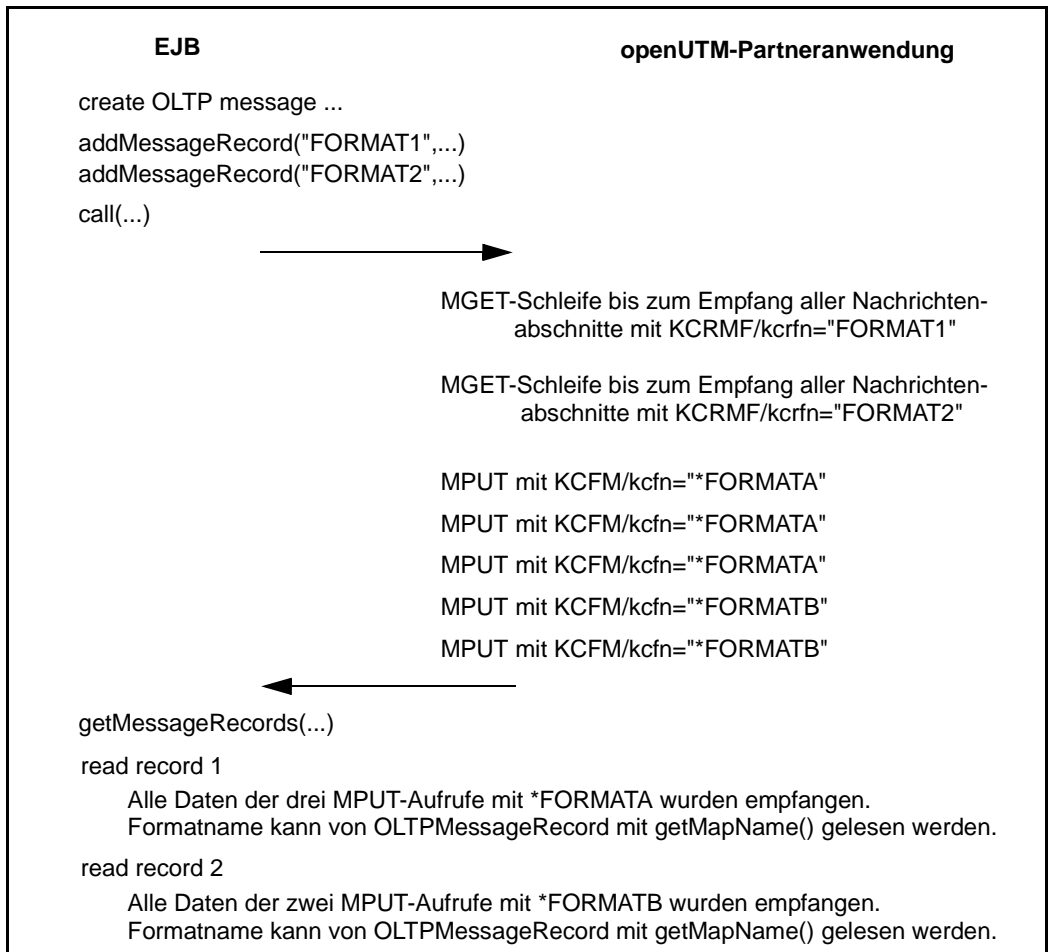 EJB
openUTM-Partneranwendung
create OLTP message ...
addMessageRecord("FORMAT1",...)
addMessageRecord("FORMAT2",...)
call(...)
MGET-Schleife bis zum Empfang aller Nachrichten-
abschnitte mit KCRMF/kcrfn="FORMAT1"
MGET-Schleife bis zum Empfang aller Nachrichten-
abschnitte mit KCRMF/kcrfn="FORMAT2"
MPUT mit KCFM/kcfn="*FORMATA"
MPUT mit KCFM/kcfn="*FORMATA"
MPUT mit KCFM/kcfn="*FORMATA"
MPUT mit KCFM/kcfn="*FORMATB"
MPUT mit KCFM/kcfn="*FORMATB"
getMessageRecords(...)
read record 1
Alle Daten der drei MPUT-Aufrufe mit *FORMATA wurden empfangen.
Formatname kann von OLTPMessageRecord mit getMapName() gelesen werden.
read record 2
Alle Daten der zwei MPUT-Aufrufe mit *FORMATB wurden empfangen.
Formatname kann von OLTPMessageRecord mit getMapName() gelesen werden.